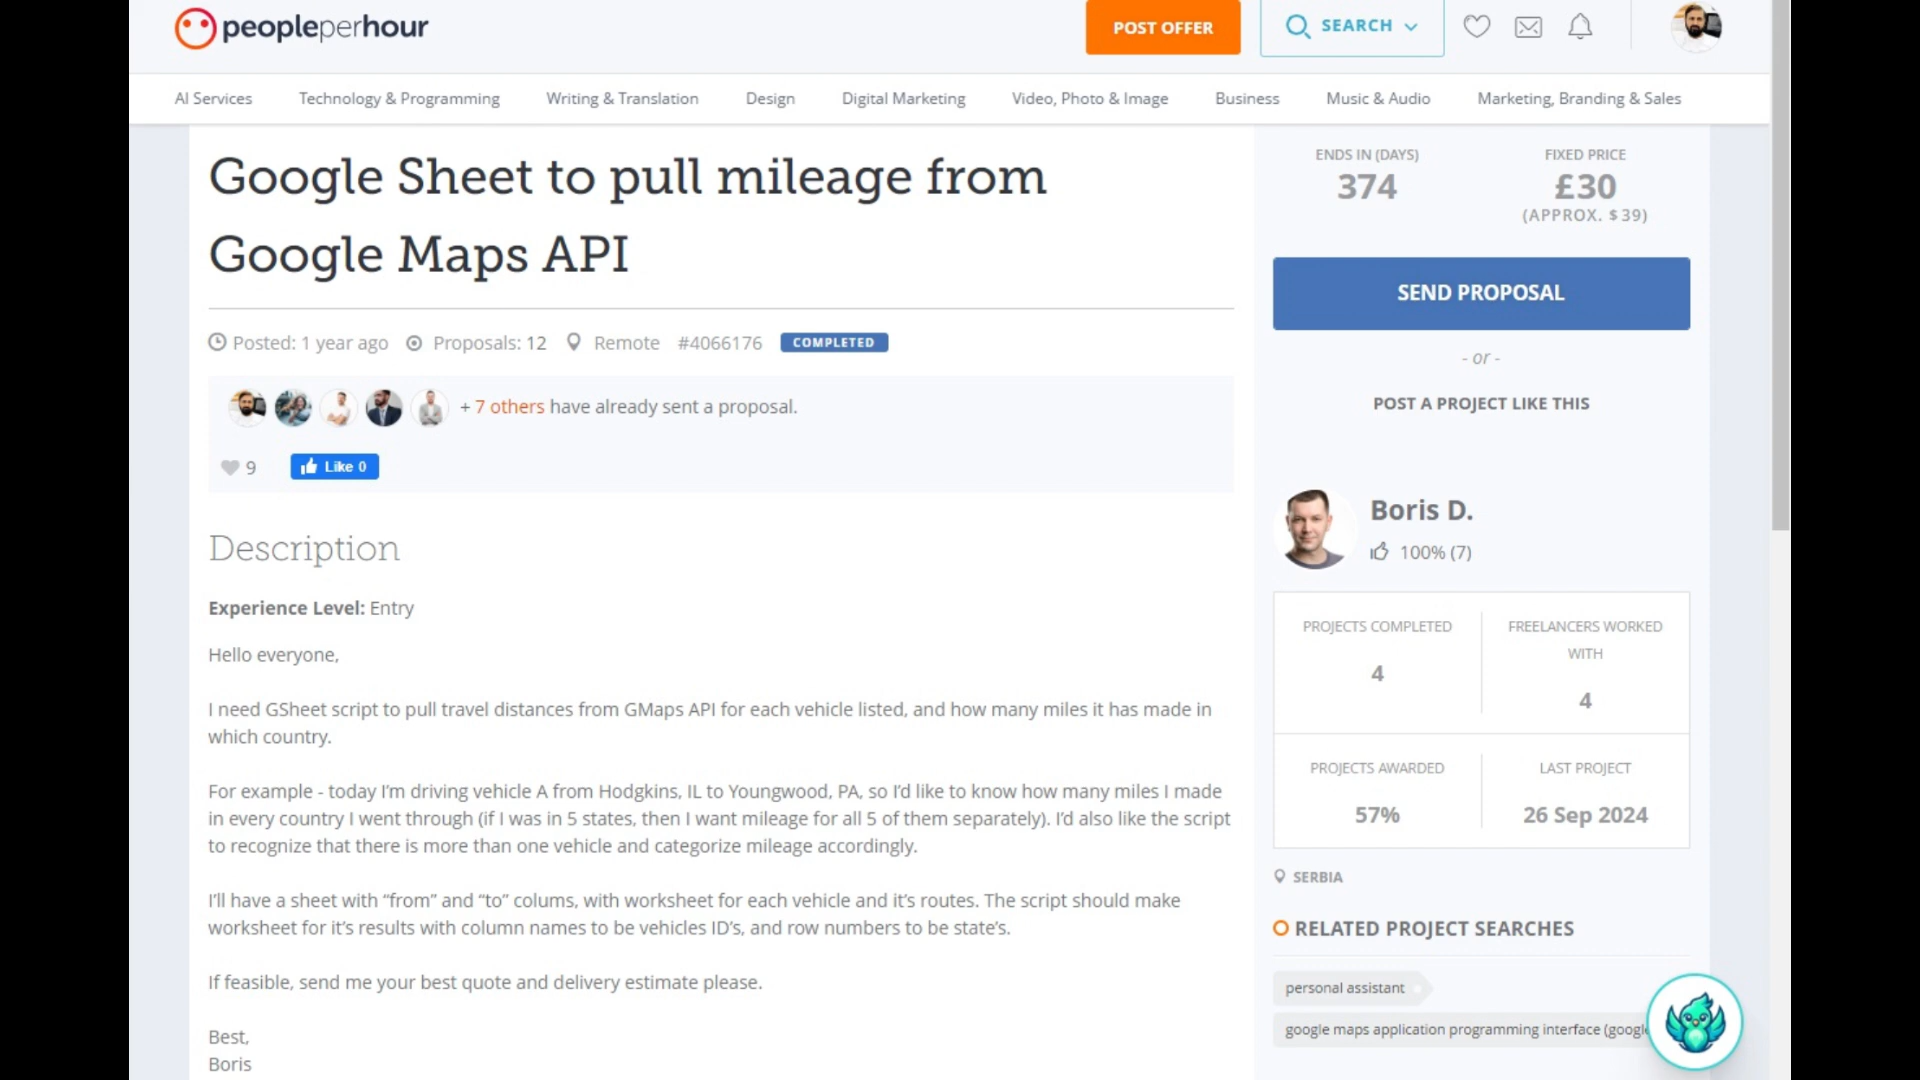 peopleperhour
POST OFFER
SEARCH
AI Services
Technology & Programming
Writing & Translation
Design
Digital Marketing
Video, Photo & Image
Business
Music & Audio
Marketing, Branding & Sales
Google Sheet to pull mileage from
Google Maps API
Posted: 1 year ago Proposals: 12 Remote #4066176 COMPLETED
+ 7 others have already sent a proposal.
9 Like 0
Description
Experience Level: Entry
Hello everyone,
I need GSheet script to pull travel distances from GMaps API for each vehicle listed, and how many miles it has made in
which country.
For example - today I'm driving vehicle A from Hodgkins, IL to Youngwood, PA, so I'd like to know how many miles I made
in every country I went through (if I was in 5 states, then I want mileage for all 5 of them separately). I'd also like the script
to recognize that there is more than one vehicle and categorize mileage accordingly.
I'll have a sheet with “from” and “to” colums, with worksheet for each vehicle and it's routes. The script should make
worksheet for it's results with column names to be vehicles ID's, and row numbers to be state's.
If feasible, send me your best quote and delivery estimate please.
Best,
Boris
ENDS IN (DAYS)
374
FIXED PRICE
£30
(APPROX. $39)
SEND PROPOSAL
- or -
POST A PROJECT LIKE THIS
Boris D.
100% (7)
PROJECTS COMPLETED
4
FREELANCERS WORKED
WITH
4
PROJECTS AWARDED
57%
LAST PROJECT
26 Sep 2024
SERBIA
RELATED PROJECT SEARCHES
personal assistant
google maps application programming interface (google